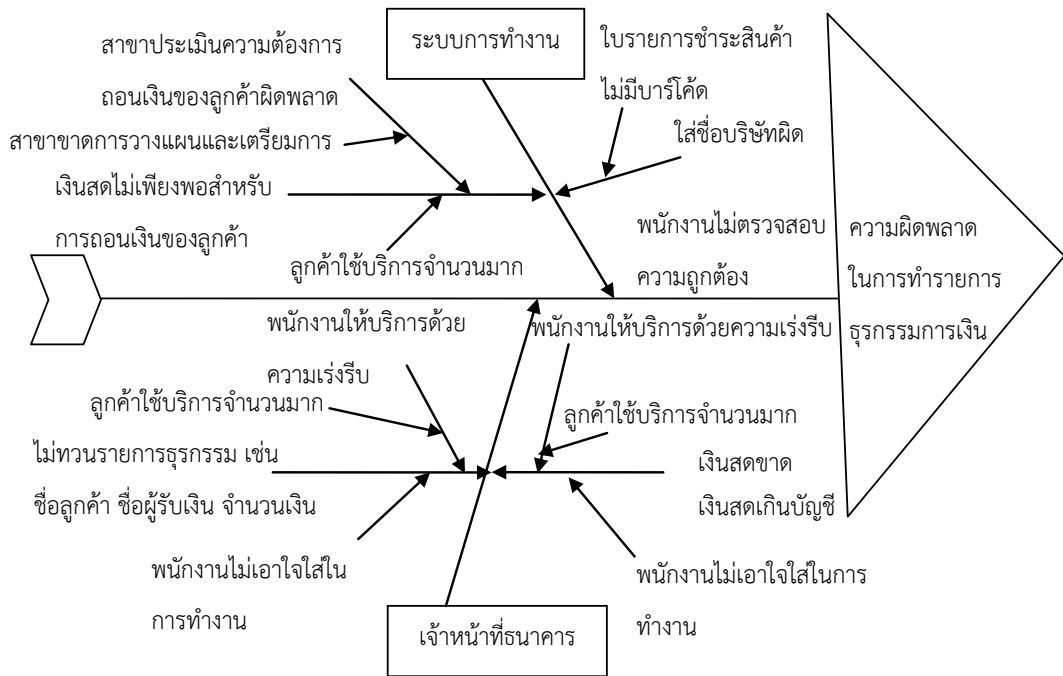 สาขาประเมินความต้องการ
ถอนเงินของลูกค้าผิดพลาด
สาขาขาดการวางแผนและเตรียมการ
เงินสดไม่เพียงพอสำหรับ
การถอนเงินของลูกค้า
ลูกค้าใช้บริการจำนวนมาก
ระบบการทำงาน
ใบรายการชำระสินค้า
ไม่มีบาร์โค้ด
ใส่ชื่อบริษัทผิด
พนักงานไม่ตรวจสอบ
ความถูกต้อง
ความผิดพลาด
ในการทำรายการ
ธุรกรรมการเงิน
พนักงานให้บริการด้วย
ความเร่งรีบ
ลูกค้าใช้บริการจำนวนมาก
ไม่ทวนรายการธุรกรรม เช่น
ชื่อลูกค้า ชื่อผู้รับเงิน จำนวนเงิน
พนักงานไม่เอาใจใส่ใน
การทำงาน
พนักงานให้บริการด้วยความเร่งรีบ
ลูกค้าใช้บริการจำนวนมาก
เงินสดขาด
เงินสดเกินบัญชี
พนักงานไม่เอาใจใส่ในการ
ทำงาน
เจ้าหน้าที่ธนาคาร